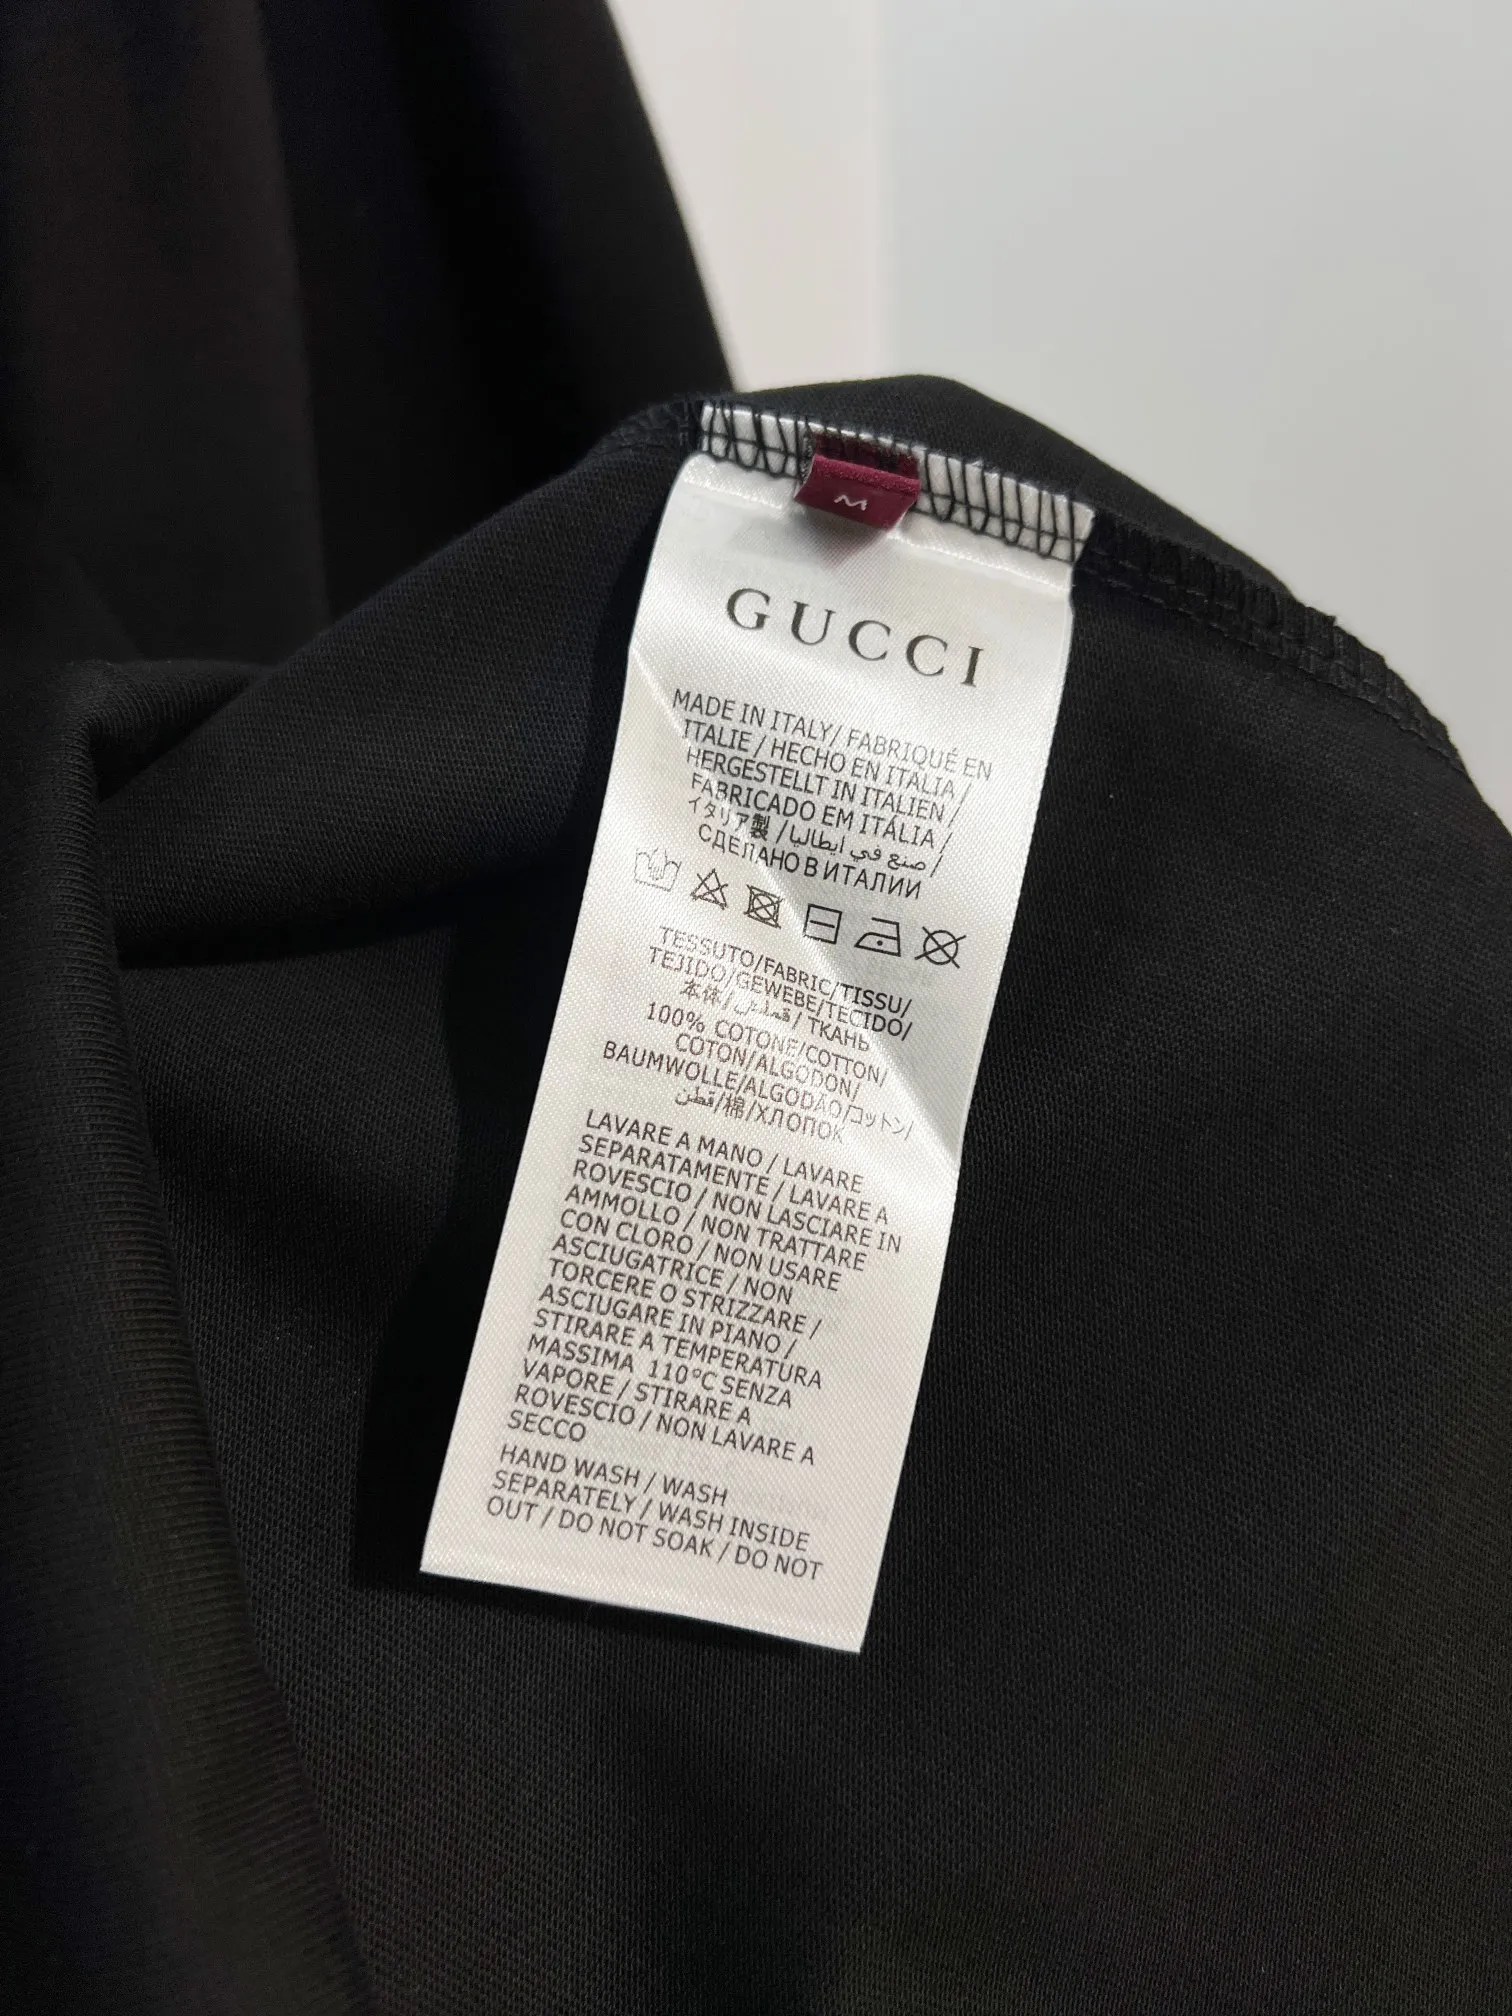 M
GUCCI
MADE IN ITALY/ FABRIQUÉ EN
ITALIE / HECHO EN ITALIA /
HERGESTELLT IN ITALIEN /
FABRICADO EM ITÁLIA /
イタリア製 / صنع في ايطاليا /
СДЕЛАНО В ИТАЛИИ
TESSUTO/FABRIC/TISSU/
TEJIDO/GEWEBE/TECIDO/
本体/قماش/ТКАНЬ
100% COTONE/COTTON/
COTON/ALGODON/
BAUMWOLLE/ALGODÃO/コットン/
قطن/棉/ХЛОПОК
LAVARE A MANO / LAVARE
SEPARATAMENTE / LAVARE A
ROVESCIO / NON LASCIARE IN
AMMOLLO / NON TRATTARE
CON CLORO / NON USARE
ASCIUGATRICE / NON
TORCERE O STRIZZARE /
ASCIUGARE IN PIANO /
STIRARE A TEMPERATURA
MASSIMA 110°C SENZA
VAPORE / STIRARE A
ROVESCIO / NON LAVARE A
SECCO
HAND WASH / WASH
SEPARATELY / WASH INSIDE
OUT / DO NOT SOAK / DO NOT